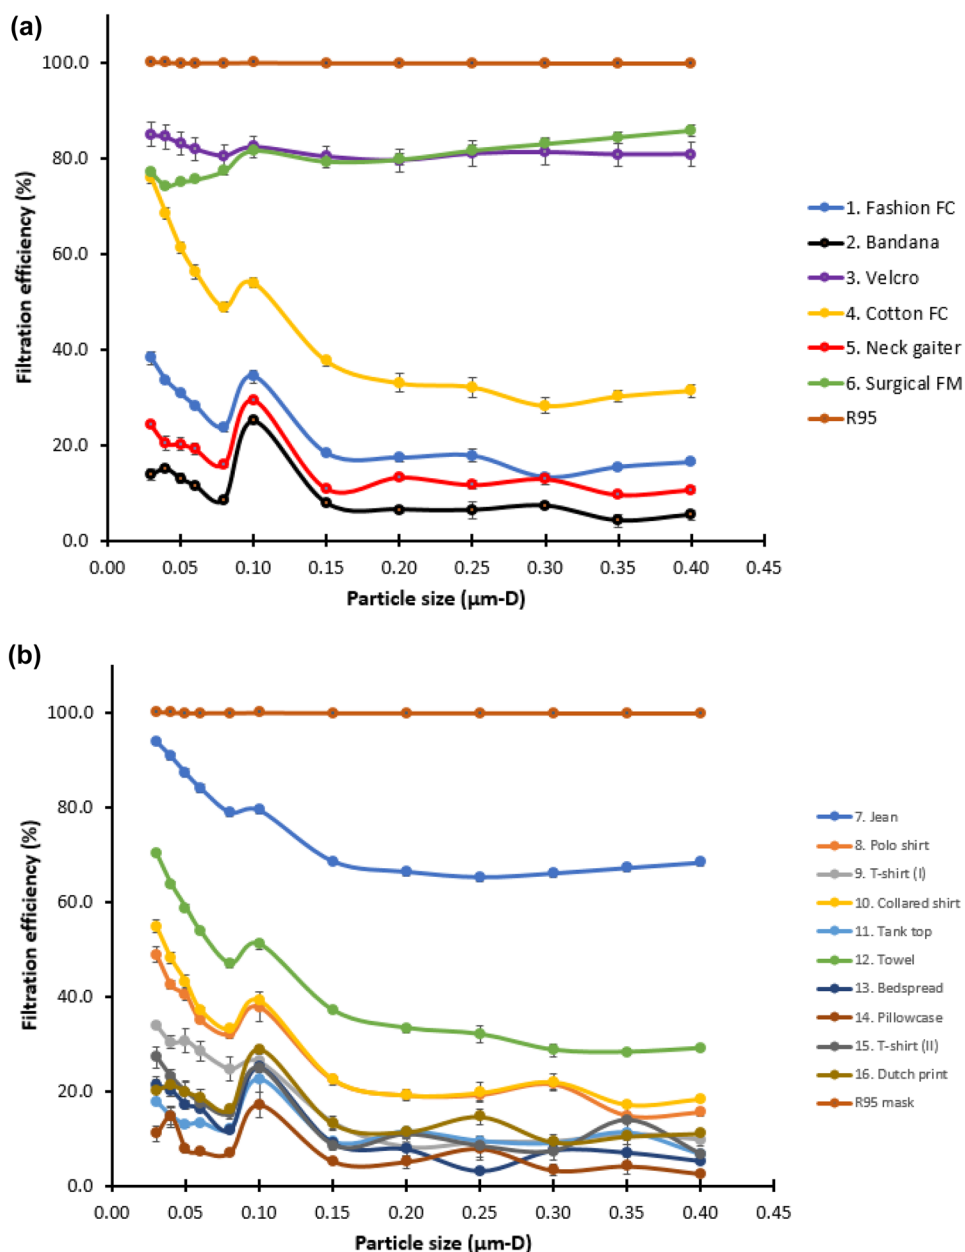 (a)
100.0
80.0
60.0
40.0
20.0
0.0
Filtration efficiency (%)
0.00 0.05 0.10 0.15 0.20 0.25 0.30 0.35 0.40 0.45
Particle size (μm-D)
1. Fashion FC
2. Bandana
3. Velcro
4. Cotton FC
5. Neck gaiter
6. Surgical FM
R95
(b)
100.0
80.0
60.0
40.0
20.0
0.0
Filtration efficiency (%)
0.00 0.05 0.10 0.15 0.20 0.25 0.30 0.35 0.40 0.45
Particle size (μm-D)
7. Jean
8. Polo shirt
9. T-shirt (I)
10. Collared shirt
11. Tank top
12. Towel
13. Bedspread
14. Pillowcase
15. T-shirt (II)
16. Dutch print
R95 mask